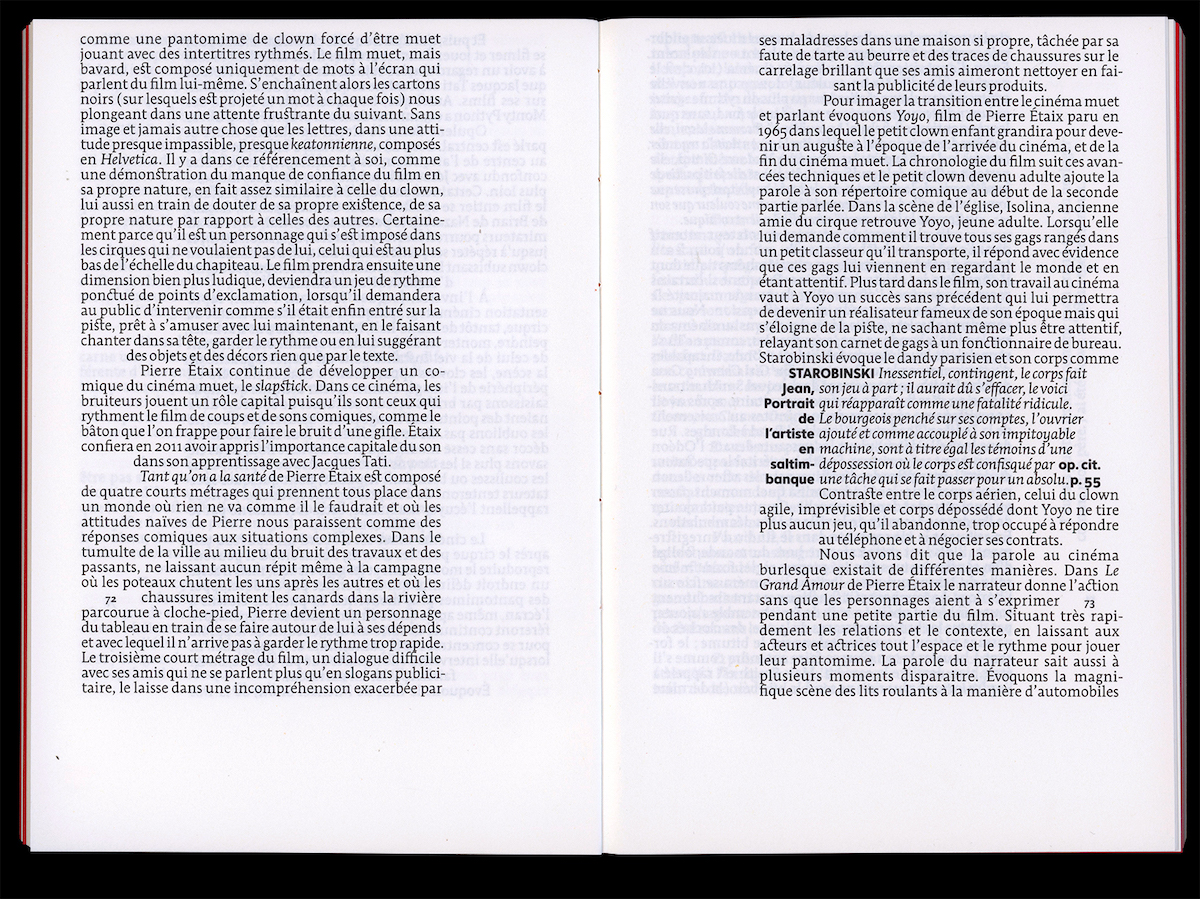 comme une pantomime de clown forcé d'être muet
jouant avec des intertitres rythmés. Le film muet, mais
bavard, est composé uniquement de mots à l'écran qui
parlent du film lui-même. S'enchaînent alors les cartons
noirs (sur lesquels est projeté un mot à chaque fois) nous
plongeant dans une attente frustrante du suivant. Sans
image et jamais autre chose que les lettres, dans une atti-
tude presque impassible, presque keatonnienne, composés
en Helvetica. Il y a dans ce référencement à soi, comme
une démonstration du manque de confiance du film en
sa propre nature, en fait assez similaire à celle du clown,
lui aussi en train de douter de sa propre existence, de sa
propre nature par rapport à celles des autres. Certaine-
ment parce qu'il est un personnage qui s'est imposé dans
les cirques qui ne voulaient pas de lui, celui qui est au plus
bas de l'échelle du chapiteau. Le film prendra ensuite une
dimension bien plus ludique, deviendra un jeu de rythme
ponctué de points d'exclamation, lorsqu'il demandera
au public d'intervenir comme s'il était enfin entré sur la
piste, prêt à s'amuser avec lui maintenant, en le faisant
chanter dans sa tête, garder le rythme ou en lui suggérant
des objets et des décors rien que par le texte.
Pierre Étaix continue de développer un co-
mique du cinéma muet, le slapstick. Dans ce cinéma, les
bruiteurs jouent un rôle capital puisqu'ils sont ceux qui
rythment le film de coups et de sons comiques, comme le
bâton que l'on frappe pour faire le bruit d'une gifle. Étaix
confiera en 2011 avoir appris l'importance capitale du son
dans son apprentissage avec Jacques Tati.
Tant qu'on a la santé de Pierre Étaix est composé
de quatre courts métrages qui prennent tous place dans
un monde où rien ne va comme il le faudrait et où les
attitudes naïves de Pierre nous paraissent comme des
réponses comiques aux situations complexes. Dans le
tumulte de la ville au milieu du bruit des travaux et des
passants, ne laissant aucun répit même à la campagne
où les poteaux chutent les uns après les autres et où les
72 chaussures imitent les canards dans la rivière
parcourue à cloche-pied, Pierre devient un personnage
du tableau en train de se faire autour de lui à ses dépends
et avec lequel il n'arrive pas à garder le rythme trop rapide.
Le troisième court métrage du film, un dialogue difficile
avec ses amis qui ne se parlent plus qu'en slogans publici-
taire, le laisse dans une incompréhension exacerbée par
ses maladresses dans une maison si propre, tâchée par sa
faute de tarte au beurre et des traces de chaussures sur le
carrelage brillant que ses amis aimeront nettoyer en fai-
sant la publicité de leurs produits.
Pour imager la transition entre le cinéma muet
et parlant évoquons Yoyo, film de Pierre Étaix paru en
1965 dans lequel le petit clown enfant grandira pour deve-
nir un auguste à l'époque de l'arrivée du cinéma, et de la
fin du cinéma muet. La chronologie du film suit ces avan-
cées techniques et le petit clown devenu adulte ajoute la
parole à son répertoire comique au début de la seconde
partie parlée. Dans la scène de l'église, Isolina, ancienne
amie du cirque retrouve Yoyo, jeune adulte. Lorsqu'elle
lui demande comment il trouve tous ses gags rangés dans
un petit classeur qu'il transporte, il répond avec évidence
que ces gags lui viennent en regardant le monde et en
étant attentif. Plus tard dans le film, son travail au cinéma
vaut à Yoyo un succès sans précédent qui lui permettra
de devenir un réalisateur fameux de son époque mais qui
s'éloigne de la piste, ne sachant même plus être attentif,
relayant son carnet de gags à un fonctionnaire de bureau.
Starobinski évoque le dandy parisien et son corps comme
STAROBINSKI Inessentiel, contingent, le corps fait
Jean, son jeu à part ; il aurait dû s'effacer, le voici
Portrait qui réapparaît comme une fatalité ridicule.
de Le bourgeois penché sur ses comptes, l'ouvrier
l'artiste ajouté et comme accouplé à son impitoyable
en machine, sont à titre égal les témoins d'une
saltim- dépossession où le corps est confisqué par op. cit.
banque une tâche qui se fait passer pour un absolu. p. 55
Contraste entre le corps aérien, celui du clown
agile, imprévisible et corps dépossédé dont Yoyo ne tire
plus aucun jeu, qu'il abandonne, trop occupé à répondre
au téléphone et à négocier ses contrats.
Nous avons dit que la parole au cinéma
burlesque existait de différentes manières. Dans Le
Grand Amour de Pierre Étaix le narrateur donne l'action
sans que les personnages aient à s'exprimer 73
pendant une petite partie du film. Situant très rapi-
dement les relations et le contexte, en laissant aux
acteurs et actrices tout l'espace et le rythme pour jouer
leur pantomime. La parole du narrateur sait aussi à
plusieurs moments disparaitre. Évoquons la magni-
fique scène des lits roulants à la manière d'automobiles